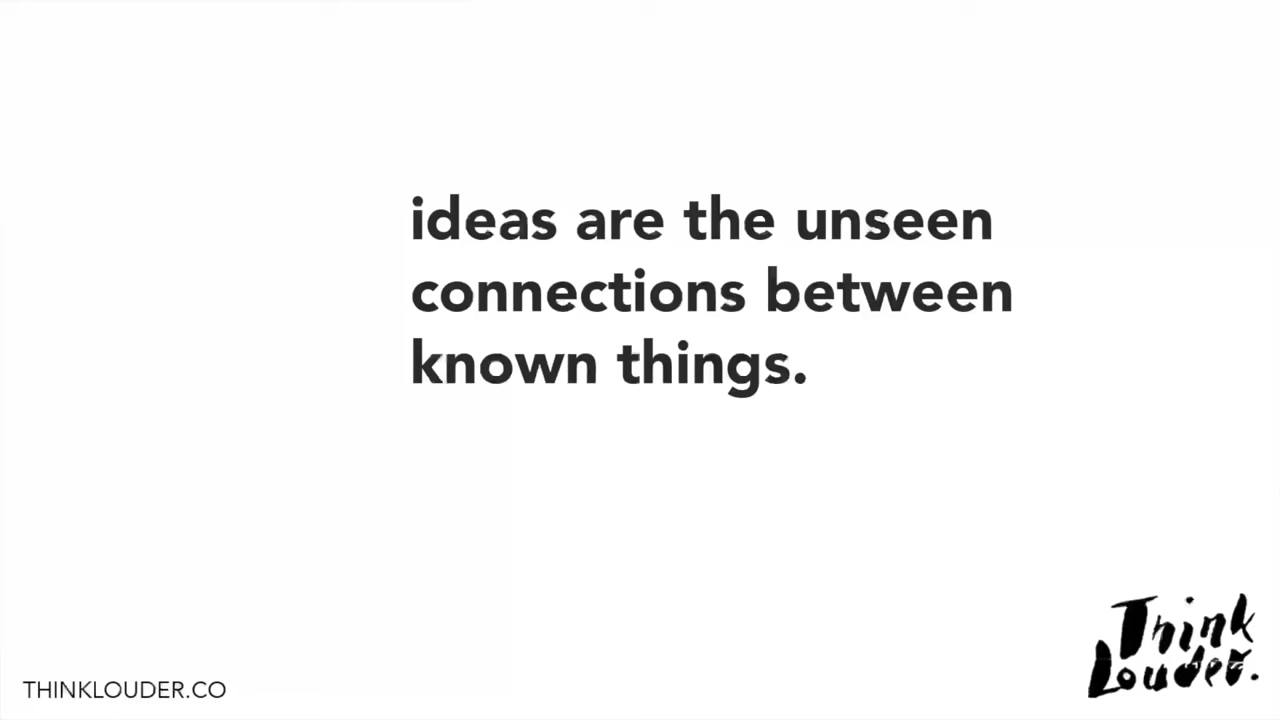 ideas are the unseen
connections between
known things.
Think
Louder.
THINKLOUDER.CO